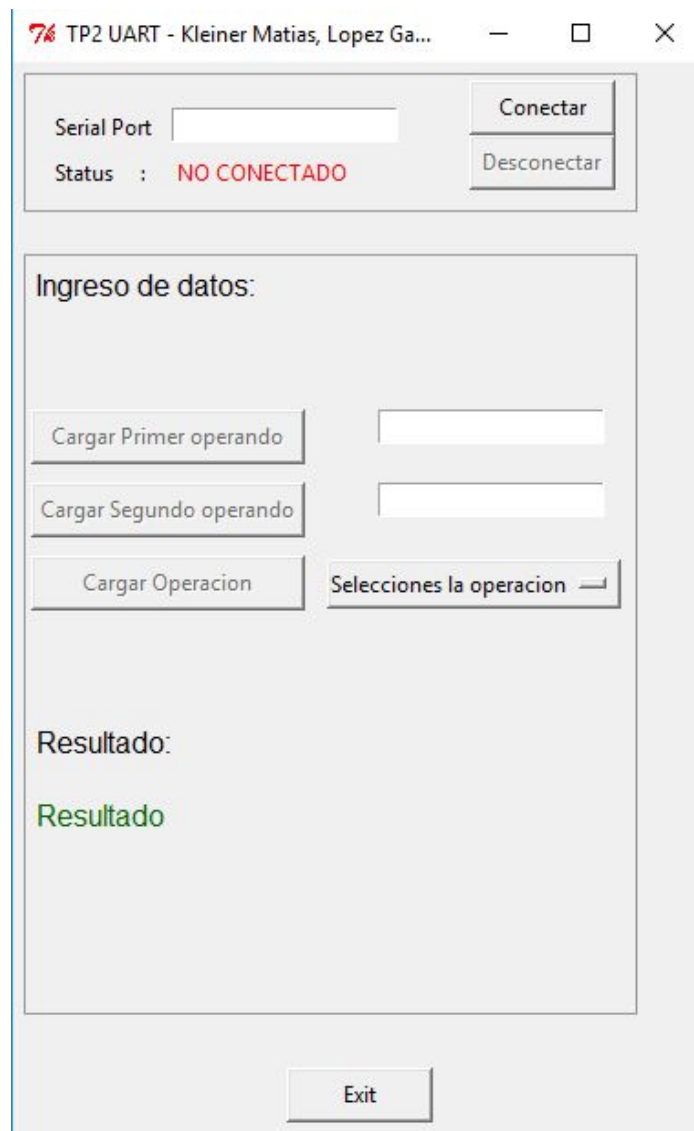 TP2 UART - Kleiner Matias, Lopez Ga...
Conectar
Serial Port
Desconectar
Status : NO CONECTADO
Ingreso de datos:
Cargar Primer operando
Cargar Segundo operando
Cargar Operacion
Selecciones la operacion
Resultado:
Resultado
Exit